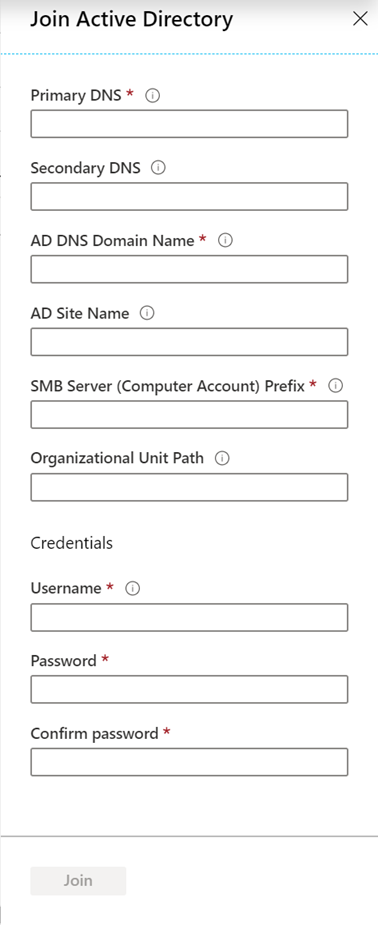 Join Active Directory
Primary DNS *
Secondary DNS
AD DNS Domain Name *
AD Site Name
SMB Server (Computer Account) Prefix *
Organizational Unit Path
Credentials
Username *
Password *
Confirm password *
Join